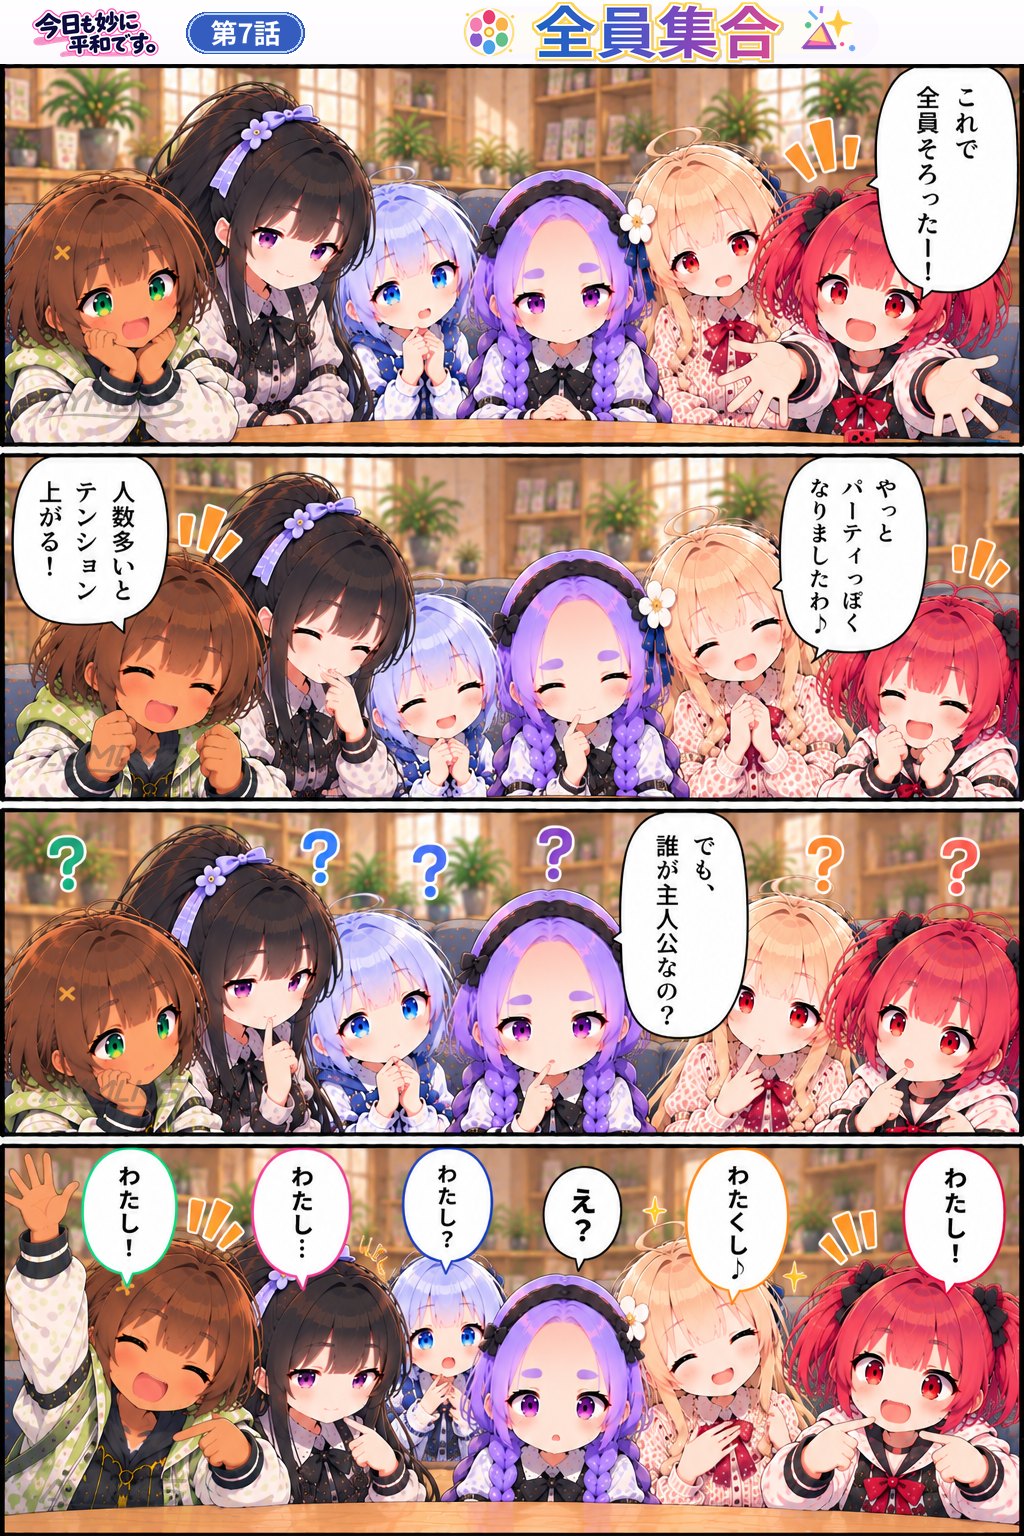 今日も妙に
平和です。
第7話
全員集合
これで
全員そろったー！
やっと
パーティっぽく
なりましたわ♪
人数多いと
テンション
上がる！
？
？
？
？
？
？
でも、
誰が主人公なの？
わたし！
わたくし♪
え？
わたし？
わたし…
わたし！